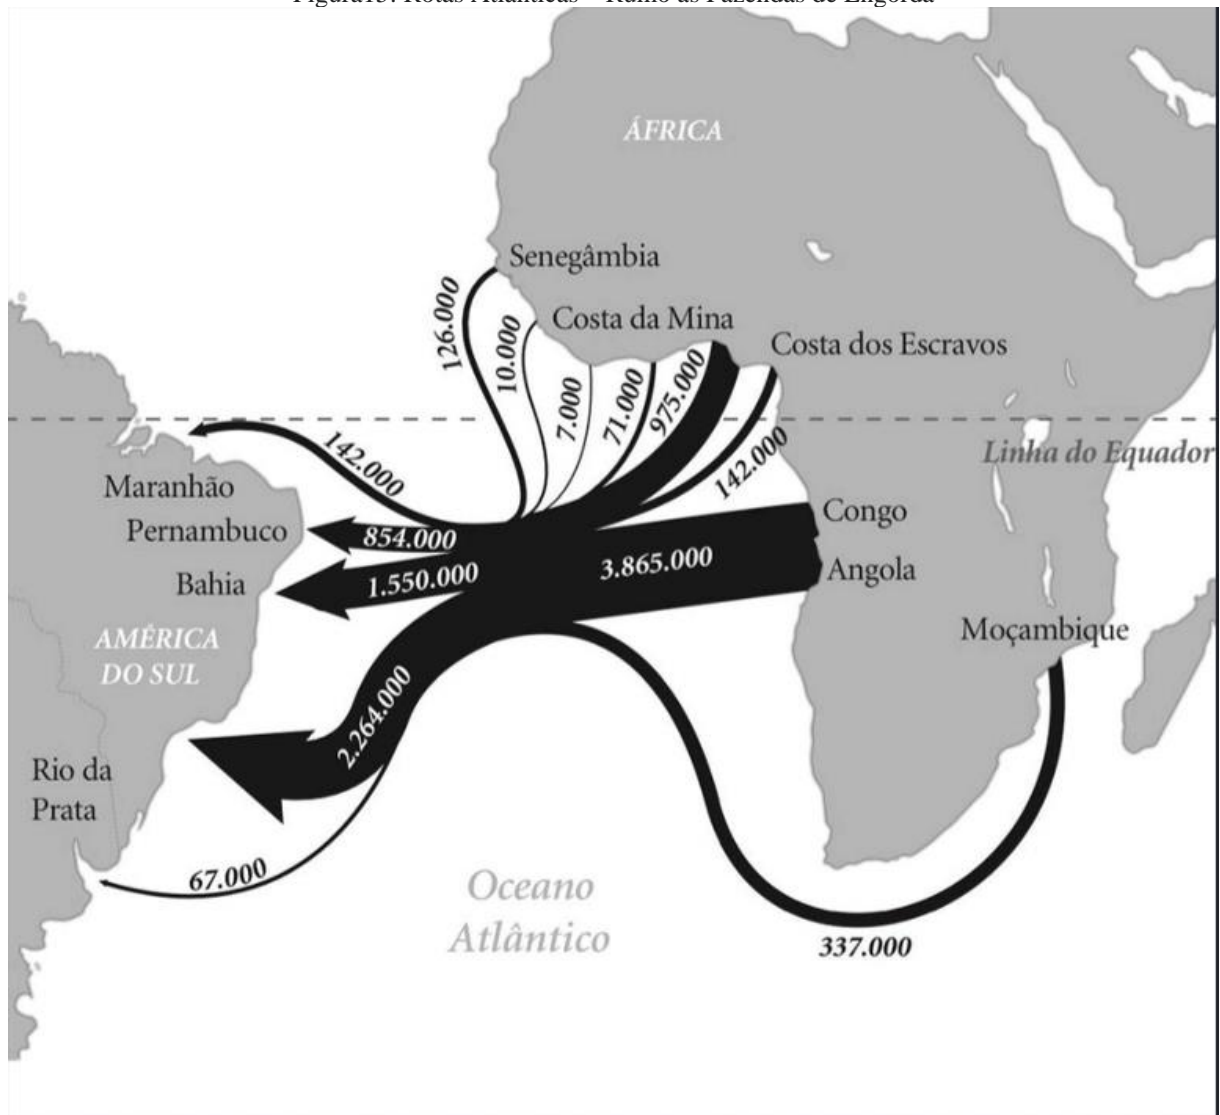 Figura15: Rotas Atlânticas – Rumo às Fazendas de Engorda
ÁFRICA
Senegâmbia
Costa da Mina
Costa dos Escravos
126.000
10.000
7.000
71.000
975.000
142.000
Linha do Equador
142.000
Maranhão
Pernambuco
854.000
Congo
Bahia
1.550.000
3.865.000
Angola
AMÉRICA
DO SUL
Moçambique
2.264.000
Rio da
Prata
67.000
Oceano
Atlântico
337.000